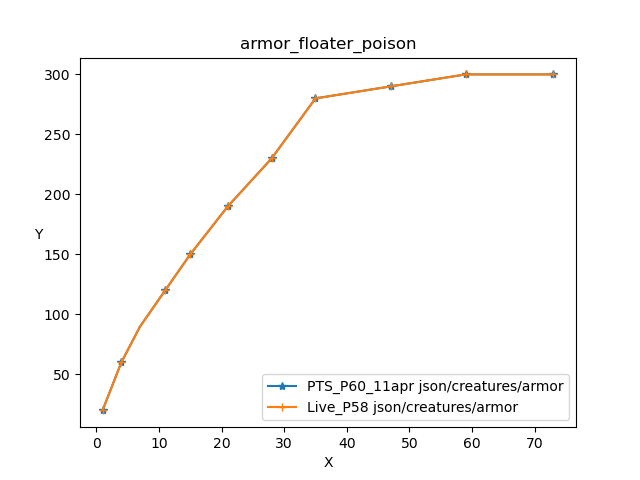 armor_floater_poison
300
250
200
150
100
50
Y
0 10 20 30 40 50 60 70
X
PTS_P60_11apr json/creatures/armor
Live_P58 json/creatures/armor